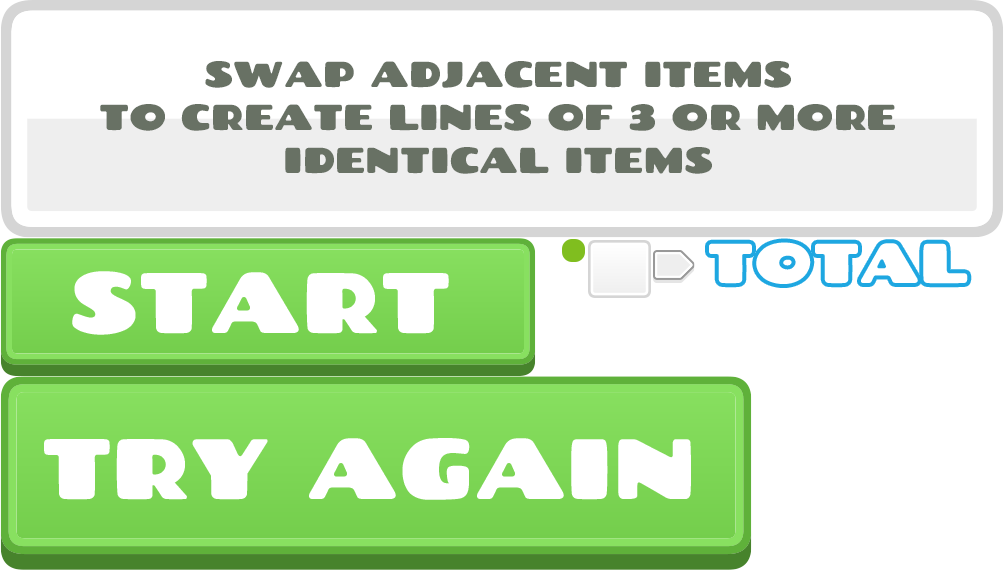 SWAP ADJACENT ITEMS
TO CREATE LINES OF 3 OR MORE
IDENTICAL ITEMS
START
TOTAL
TRY AGAIN